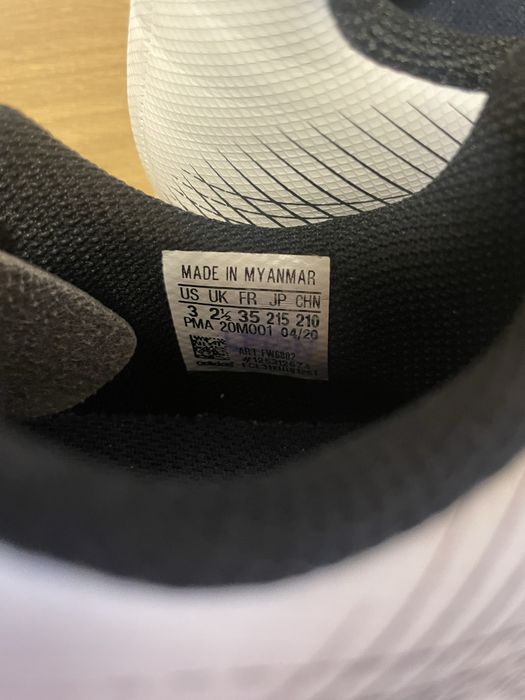 MADE IN MYANMAR
US UK FR JP CHN
3 2½ 35 215 210
PMA 20M001 04/20
ART.FW6802
adidas